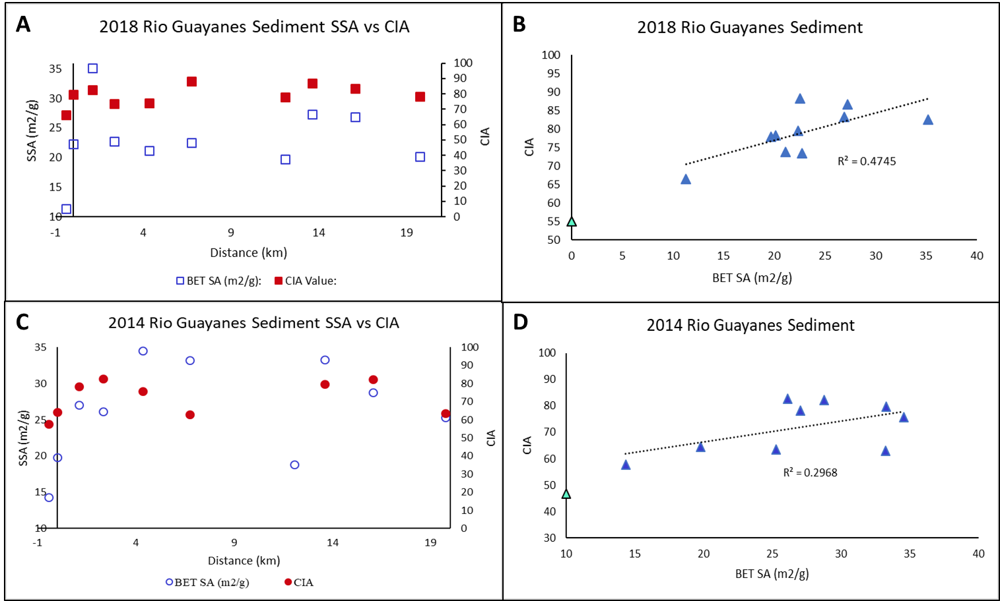 A
2018 Rio Guayanes Sediment SSA vs CIA
35
30
25
20
15
10
SSA (m2/g)
100
90
80
70
60
50
40
30
20
10
0
CIA
-1 4 9 14 19
Distance (km)
BET SA (m2/g): CIA Value:
B
2018 Rio Guayanes Sediment
100
95
90
85
80
75
70
65
60
55
50
CIA
R² = 0.4745
0 5 10 15 20 25 30 35 40
BET SA (m2/g)
C
2014 Rio Guayanes Sediment SSA vs CIA
35
30
25
20
15
10
SSA (m2/g)
100
90
80
70
60
50
40
30
20
10
0
CIA
-1 4 9 14 19
Distance (km)
BET SA (m2/g) CIA
D
2014 Rio Guayanes Sediment
100
90
80
70
60
50
40
30
CIA
R² = 0.2968
10 15 20 25 30 35 40
BET SA (m2/g)